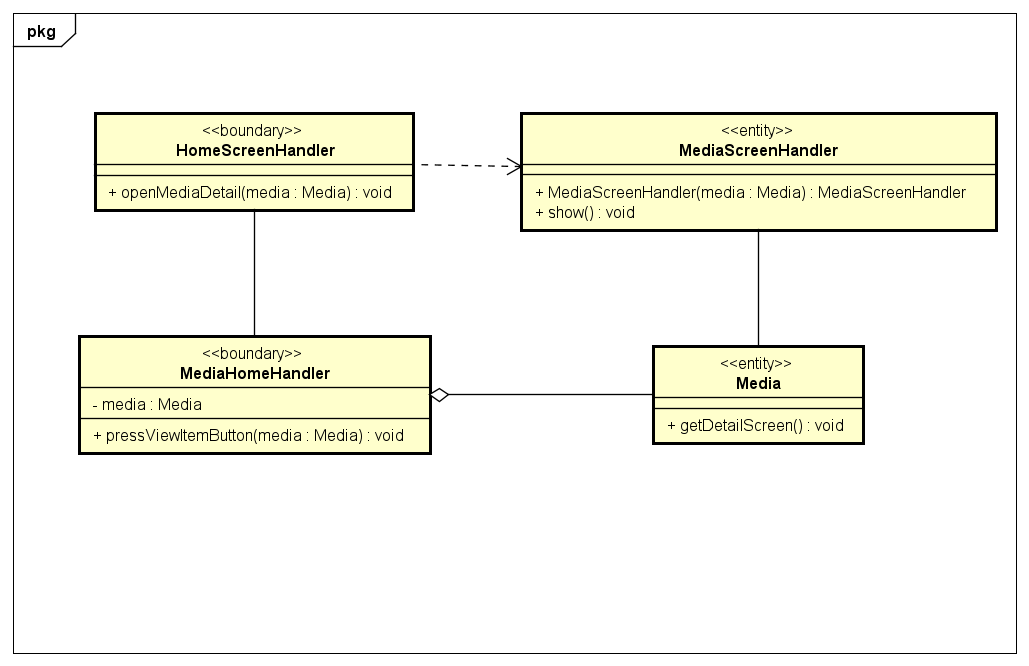 pkg
<<boundary>>
HomeScreenHandler
+ openMediaDetail(media : Media) : void
<<entity>>
MediaScreenHandler
+ MediaScreenHandler(media : Media) : MediaScreenHandler
+ show() : void
<<boundary>>
MediaHomeHandler
- media : Media
+ pressViewItemButton(media : Media) : void
<<entity>>
Media
+ getDetailScreen() : void